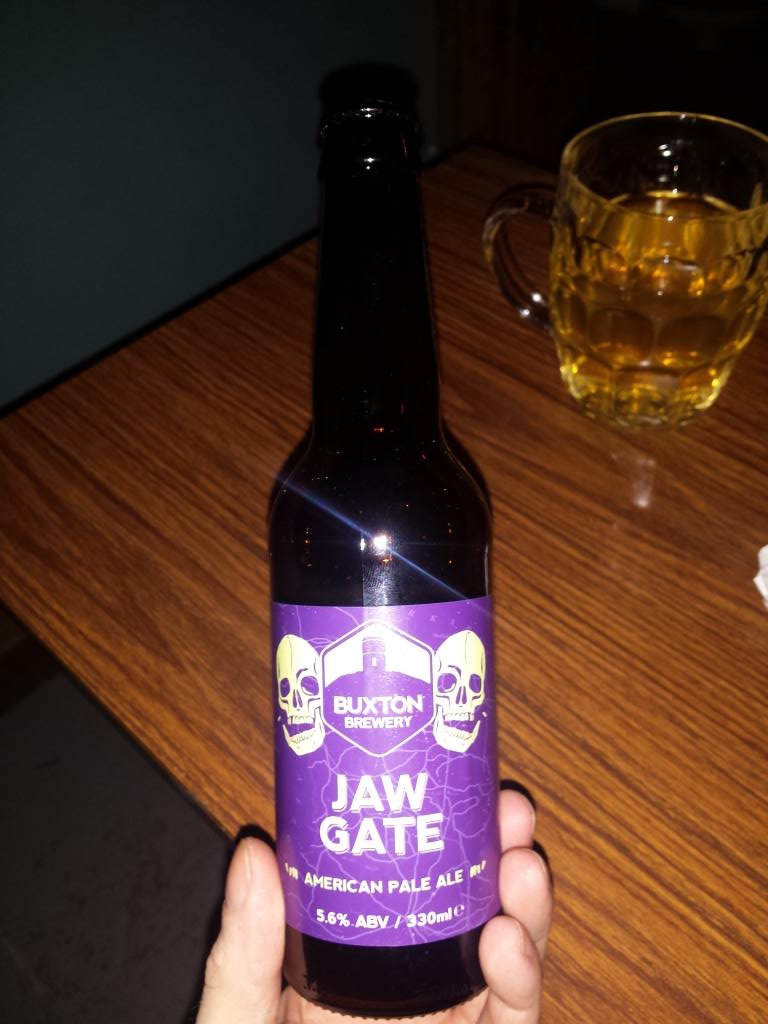 BUXTON
BREWERY
JAW
GATE
AMERICAN PALE ALE
5.6% ABV / 330ml e